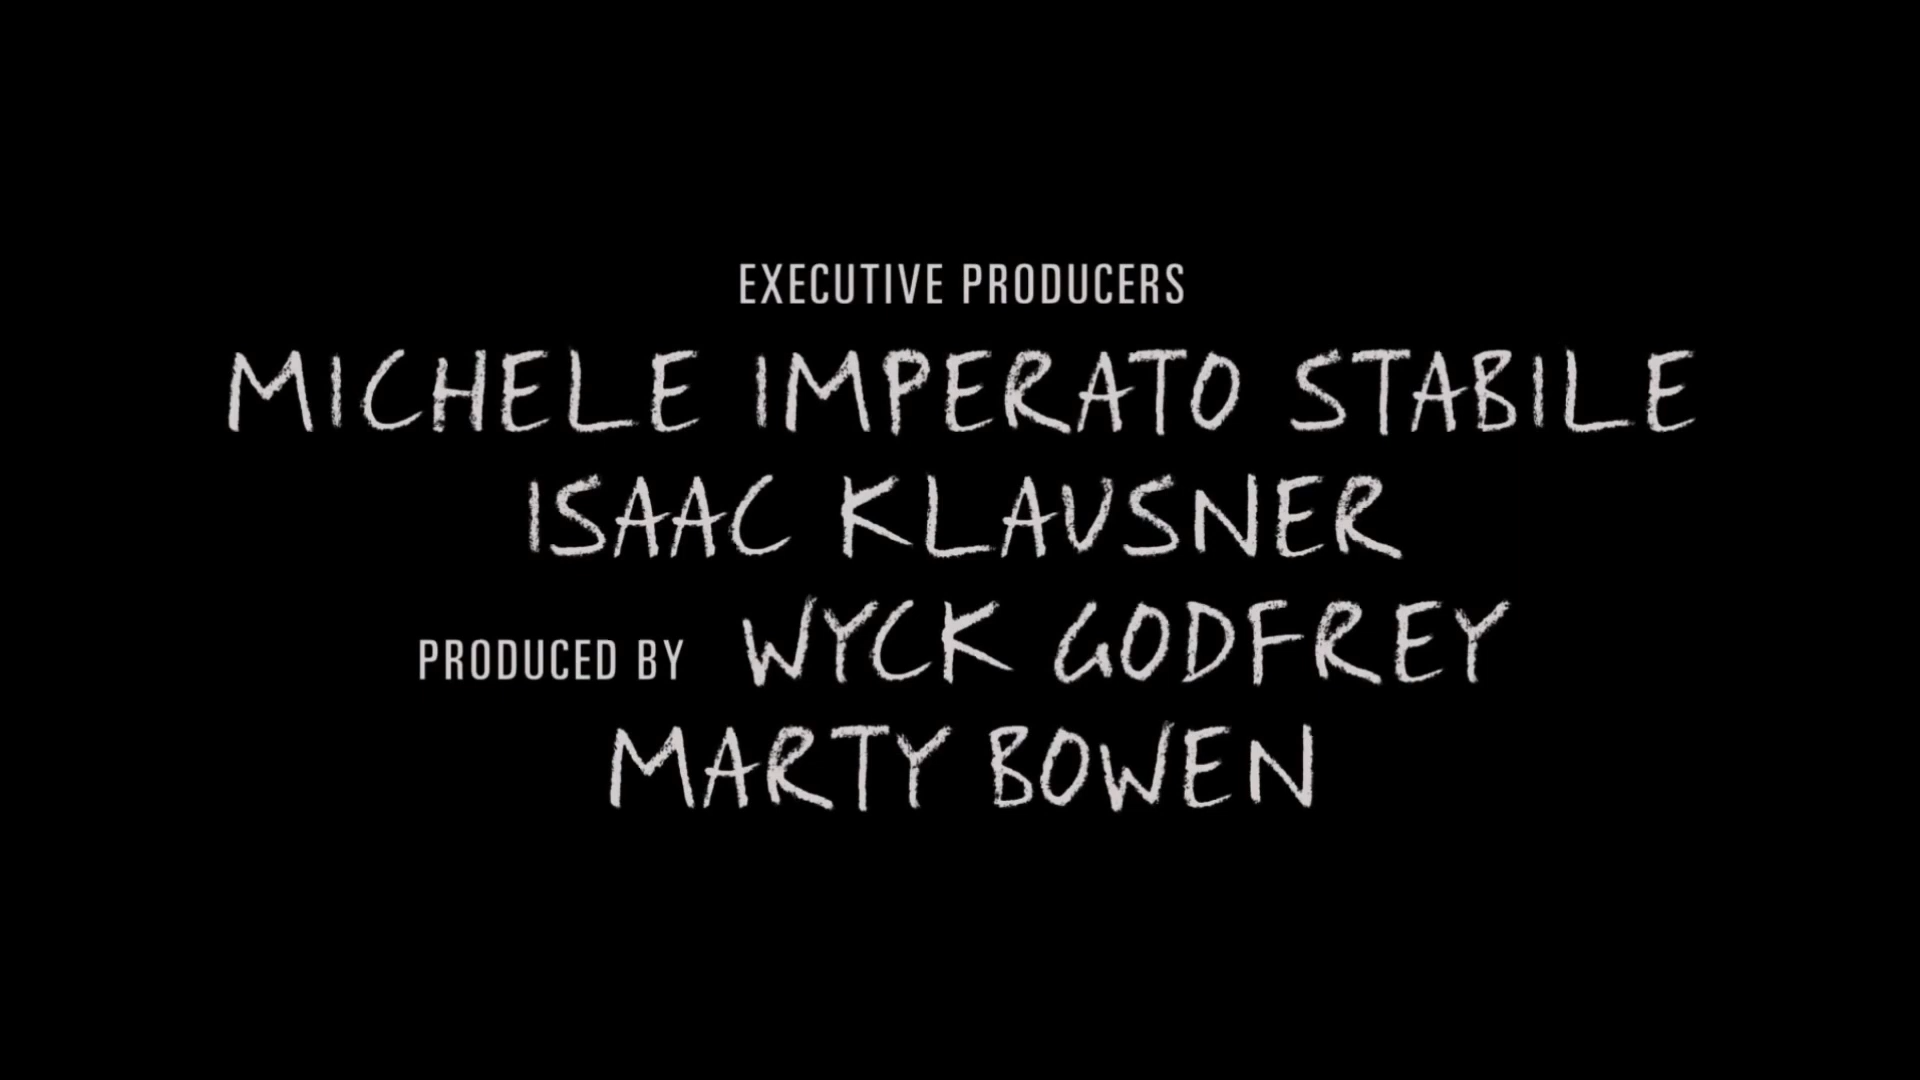 EXECUTIVE PRODUCERS
MICHELE IMPERATO STABILE
ISAAC KLAUSNER
PRODUCED BY WYCK GODFREY
MARTY BOWEN